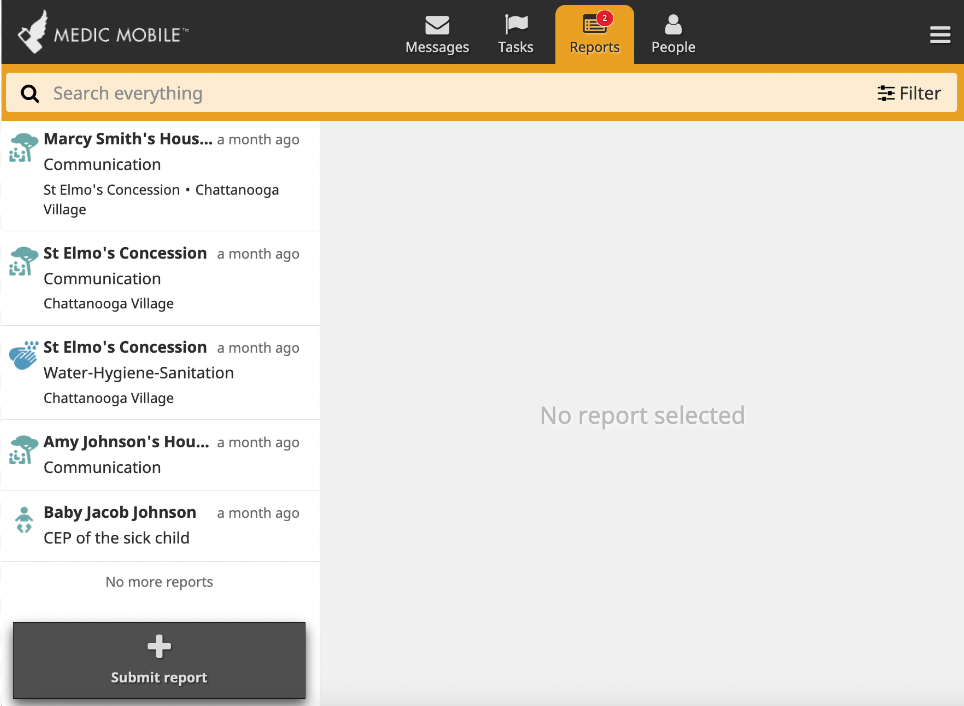 MEDIC MOBILE™
Messages
Tasks
2
Reports
People
Search everything
Filter
Marcy Smith's Hous... a month ago
Communication
St Elmo's Concession • Chattanooga
Village
St Elmo's Concession a month ago
Communication
Chattanooga Village
St Elmo's Concession a month ago
Water-Hygiene-Sanitation
Chattanooga Village
Amy Johnson's Hou... a month ago
Communication
Baby Jacob Johnson a month ago
CEP of the sick child
No more reports
Submit report
No report selected